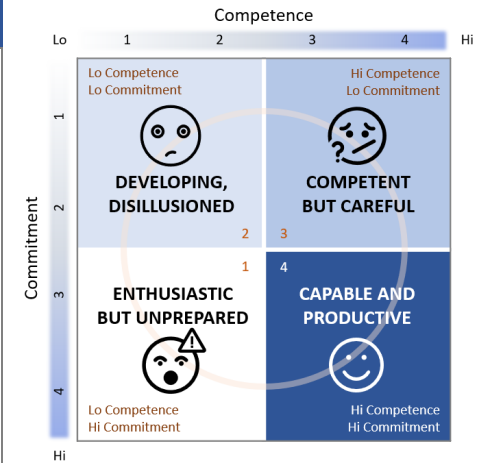 Competence
Lo 1 2 3 4 Hi
Commitment
1
2
3
4
Hi
Lo Competence
Lo Commitment
DEVELOPING,
DISILLUSIONED
2
Hi Competence
Lo Commitment
?
COMPETENT
BUT CAREFUL
3
1
ENTHUSIASTIC
BUT UNPREPARED
!
Lo Competence
Hi Commitment
4
CAPABLE AND
PRODUCTIVE
Hi Competence
Hi Commitment